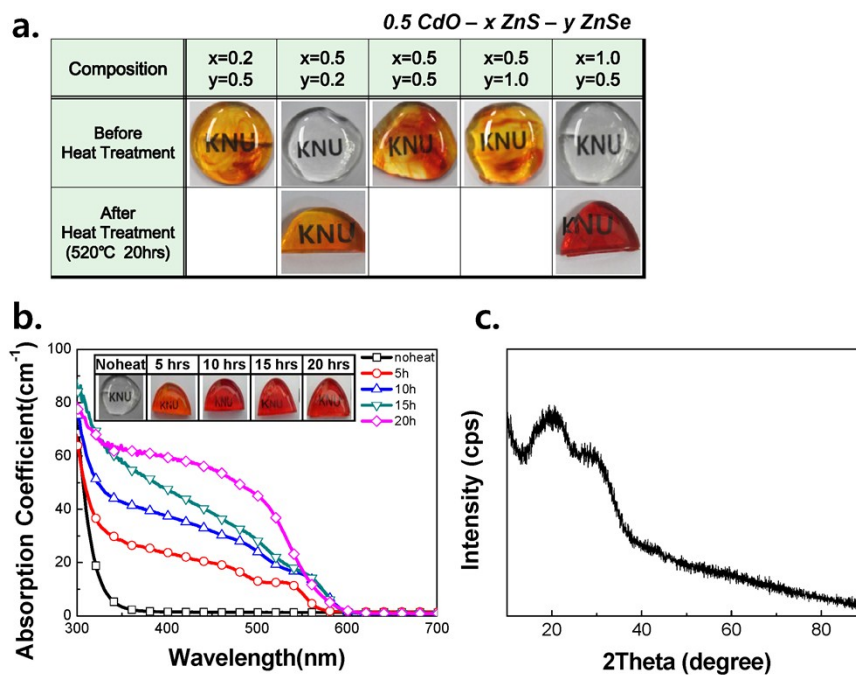 a.
0.5 CdO – x ZnS – y ZnSe
Composition
x=0.2
y=0.5
x=0.5
y=0.2
x=0.5
y=0.5
x=0.5
y=1.0
x=1.0
y=0.5
Before
Heat Treatment
KNU
KNU
KNU
KNU
KNU
After
Heat Treatment
(520℃ 20hrs)
KNU
KNU
b.
Absorption Coefficient(cm⁻¹)
100
80
60
40
20
0
Noheat
5 hrs
10 hrs
15 hrs
20 hrs
KNU
KNU
KNU
KNU
KNU
noheat
5h
10h
15h
20h
300
400
500
600
700
Wavelength(nm)
c.
Intensity (cps)
20
40
60
80
2Theta (degree)